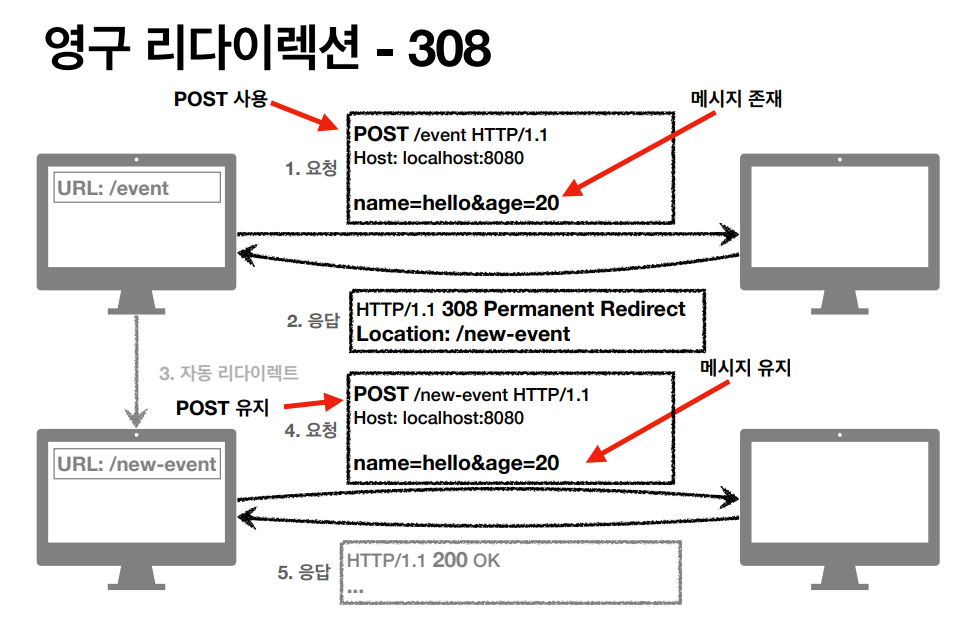 영구 리다이렉션 - 308
POST 사용
메시지 존재
POST /event HTTP/1.1
Host: localhost:8080
1. 요청
name=hello&age=20
URL: /event
2. 응답
HTTP/1.1 308 Permanent Redirect
Location: /new-event
3. 자동 리다이렉트
메시지 유지
POST 유지
POST /new-event HTTP/1.1
Host: localhost:8080
4. 요청
name=hello&age=20
URL: /new-event
5. 응답
HTTP/1.1 200 OK
...